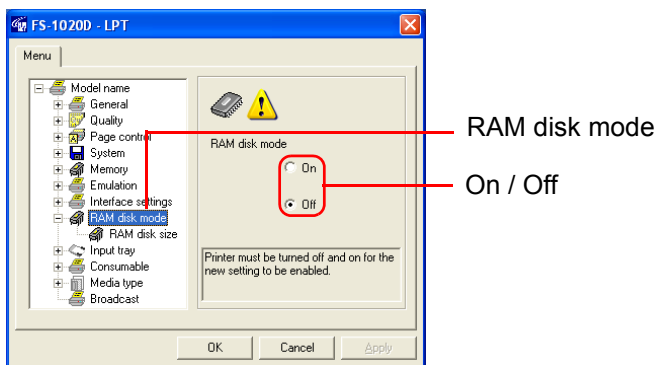 FS-1020D - LPT
Menu
Model name
General
Quality
Page control
System
Memory
Emulation
Interface settings
RAM disk mode
RAM disk size
Input tray
Consumable
Media type
Broadcast
RAM disk mode
On
Off
Printer must be turned off and on for the
new setting to be enabled.
OK Cancel Apply
RAM disk mode
On / Off